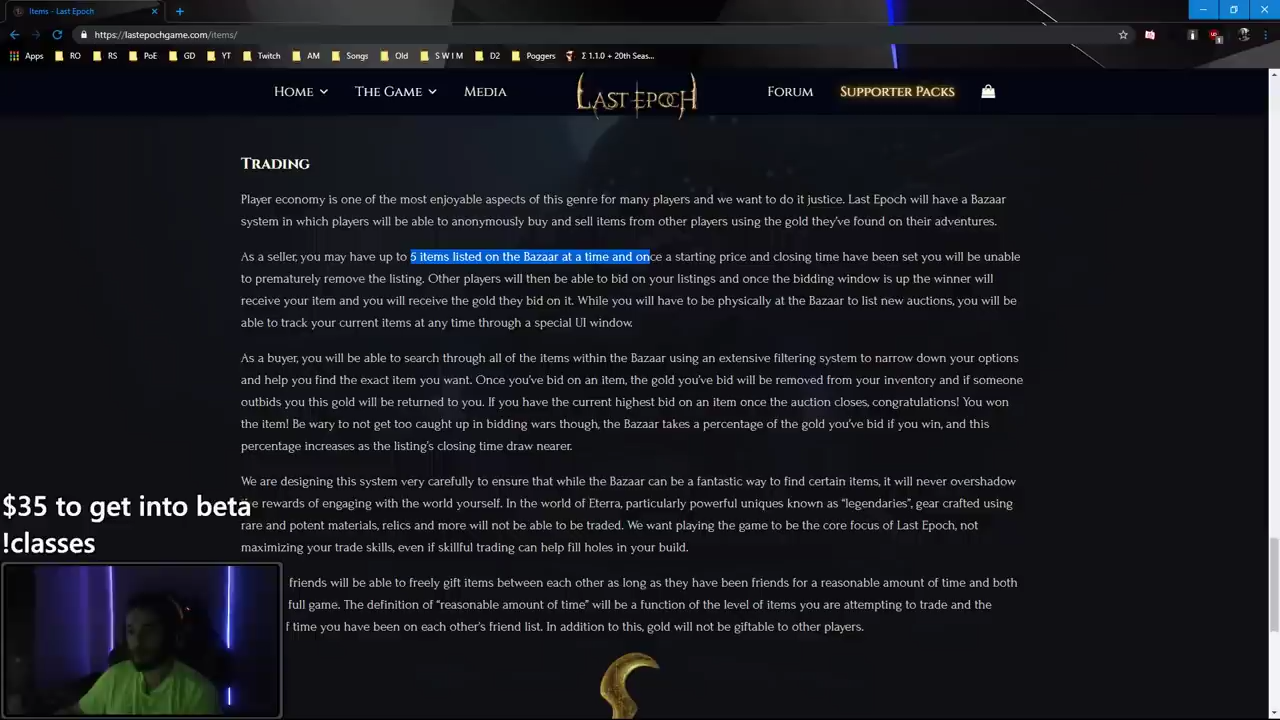 Items - Last Epoch
https://lastepochgame.com/items/
Apps RO RS PoE GD YT Twitch AM Songs Old S W I M D2 Poggers Σ 1.1.0 + 20th Seas...
HOME THE GAME MEDIA LAST EPOCH FORUM SUPPORTER PACKS
TRADING
Player economy is one of the most enjoyable aspects of this genre for many players and we want to do it justice. Last Epoch will have a Bazaar
system in which players will be able to anonymously buy and sell items from other players using the gold they've found on their adventures.
As a seller, you may have up to 5 items listed on the Bazaar at a time and once a starting price and closing time have been set you will be unable
to prematurely remove the listing. Other players will then be able to bid on your listings and once the bidding window is up the winner will
receive your item and you will receive the gold they bid on it. While you will have to be physically at the Bazaar to list new auctions, you will be
able to track your current items at any time through a special UI window.
As a buyer, you will be able to search through all of the items within the Bazaar using an extensive filtering system to narrow down your options
and help you find the exact item you want. Once you've bid on an item, the gold you've bid will be removed from your inventory and if someone
outbids you this gold will be returned to you. If you have the current highest bid on an item once the auction closes, congratulations! You won
the item! Be wary to not get too caught up in bidding wars though, the Bazaar takes a percentage of the gold you've bid if you win, and this
percentage increases as the listing's closing time draw nearer.
We are designing this system very carefully to ensure that while the Bazaar can be a fantastic way to find certain items, it will never overshadow
the rewards of engaging with the world yourself. In the world of Eterra, particularly powerful uniques known as "legendaries", gear crafted using
rare and potent materials, relics and more will not be able to be traded. We want playing the game to be the core focus of Last Epoch, not
maximizing your trade skills, even if skillful trading can help fill holes in your build.
friends will be able to freely gift items between each other as long as they have been friends for a reasonable amount of time and both
full game. The definition of "reasonable amount of time" will be a function of the level of items you are attempting to trade and the
f time you have been on each other's friend list. In addition to this, gold will not be giftable to other players.
$35 to get into beta
!classes